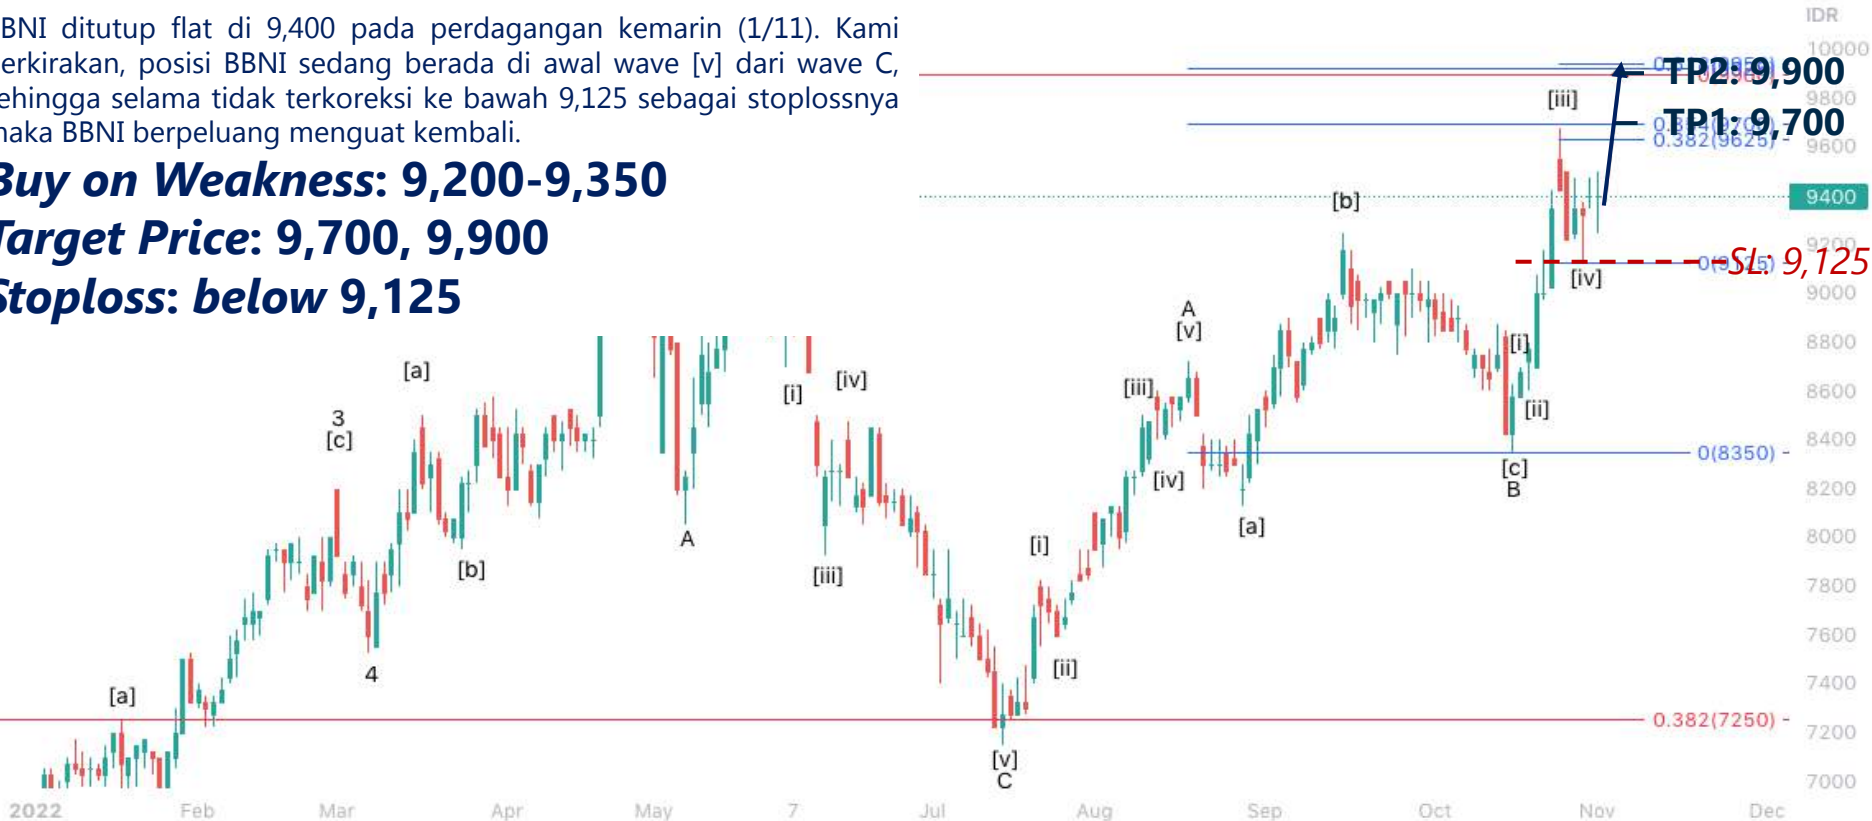 BNI ditutup flat di 9,400 pada perdagangan kemarin (1/11). Kami
erkirakan, posisi BBNI sedang berada di awal wave [v] dari wave C,
ehingga selama tidak terkoreksi ke bawah 9,125 sebagai stoplossnya
maka BBNI berpeluang menguat kembali.
Buy on Weakness: 9,200-9,350
Target Price: 9,700, 9,900
Stoploss: below 9,125
IDR
10000
TP2: 9,900
9800
[iii]
TP1: 9,700
0.382(9625)
9600
[b]
9400
9200
0(9125)
SL: 9,125
[iv]
9000
A
[v]
8800
[i]
[a]
[i]
[iv]
[iii]
8600
[ii]
3
[c]
8400
0(8350)
[iv]
[c]
B
8200
[a]
A
8000
[i]
[b]
[iii]
7800
[ii]
7600
4
7400
[a]
0.382(7250)
7200
[v]
C
7000
2022
Feb
Mar
Apr
May
7
Jul
Aug
Sep
Oct
Nov
Dec